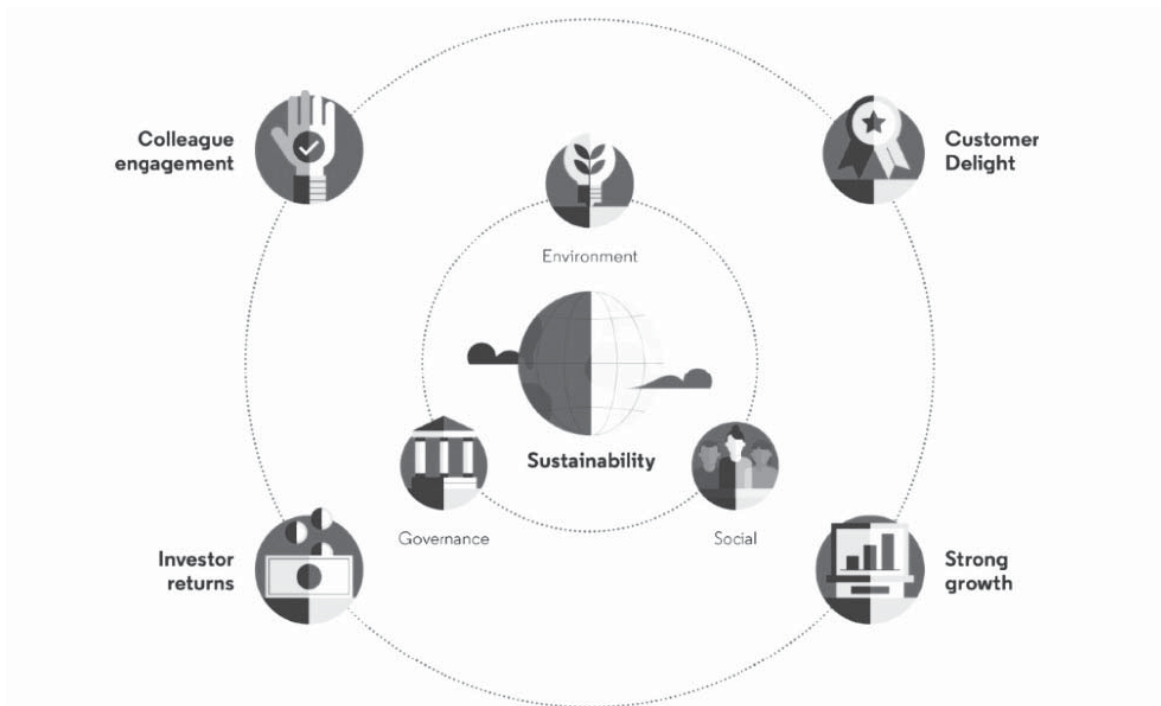 Colleague
engagement
Customer
Delight
Environment
Sustainability
Governance
Social
Investor
returns
Strong
growth